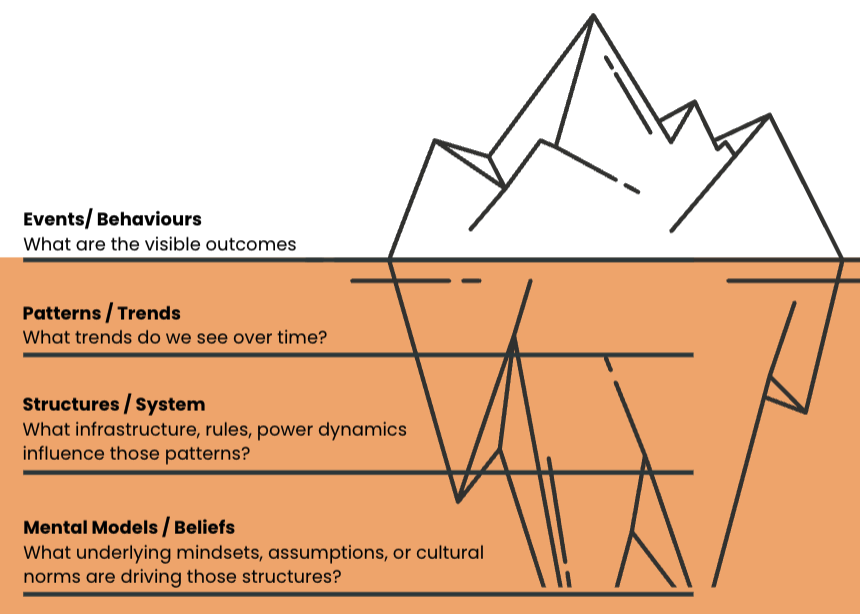 Events/ Behaviours
What are the visible outcomes
Patterns / Trends
What trends do we see over time?
Structures / System
What infrastructure, rules, power dynamics
influence those patterns?
Mental Models / Beliefs
What underlying mindsets, assumptions, or cultural
norms are driving those structures?